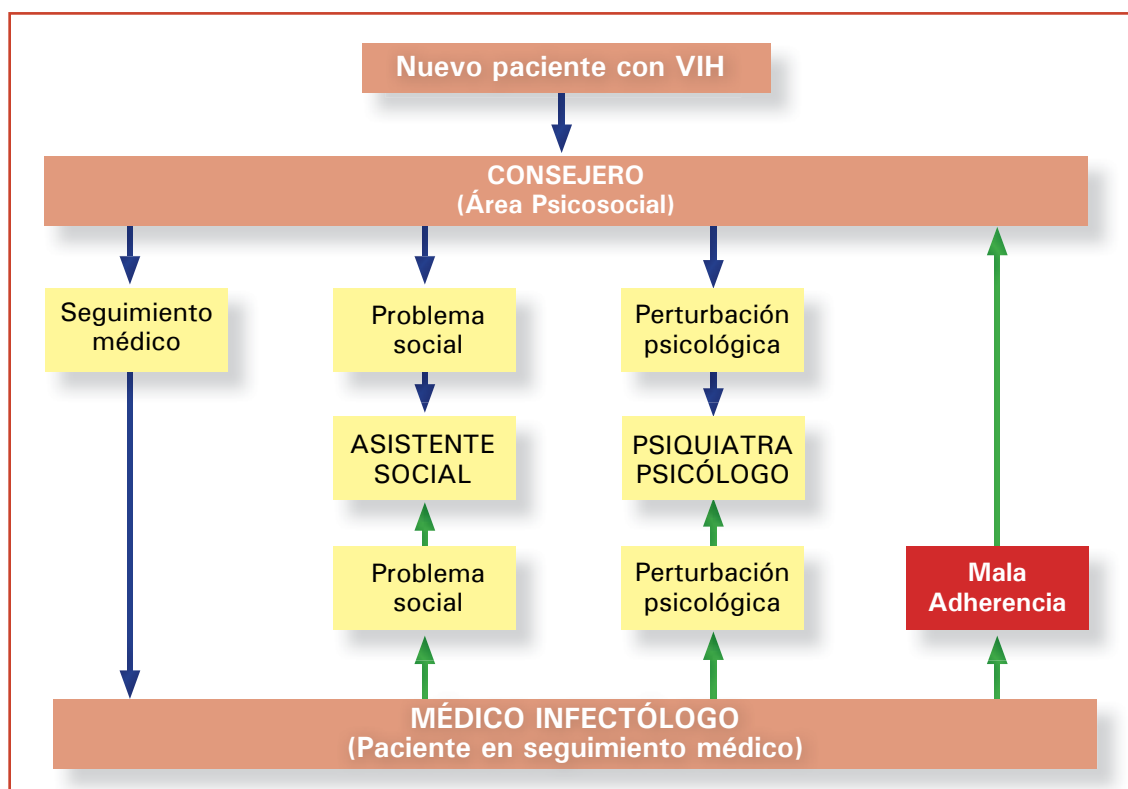 Nuevo paciente con VIH
CONSEJERO
(Área Psicosocial)
Seguimiento
médico
Problema
social
Perturbación
psicológica
ASISTENTE
SOCIAL
PSIQUIATRA
PSICÓLOGO
Problema
social
Perturbación
psicológica
Mala
Adherencia
MÉDICO INFECTÓLOGO
(Paciente en seguimiento médico)